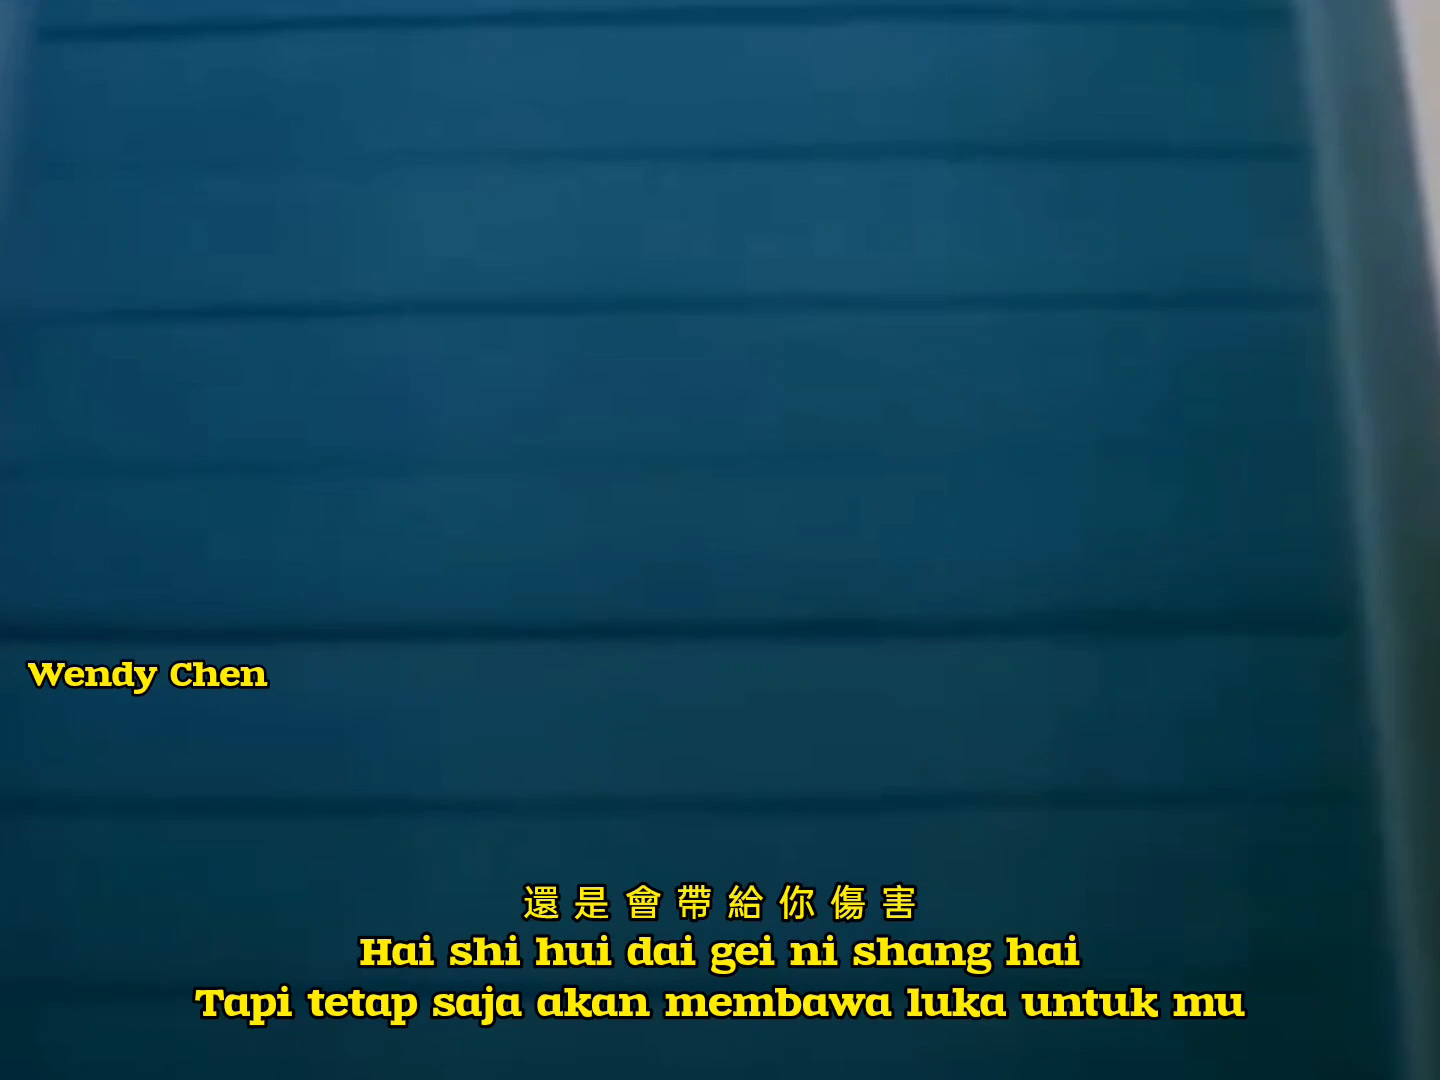 Wendy Chen
還是會帶給你傷害
Hai shi hui dai gei ni shang hai
Tapi tetap saja akan membawa luka untuk mu